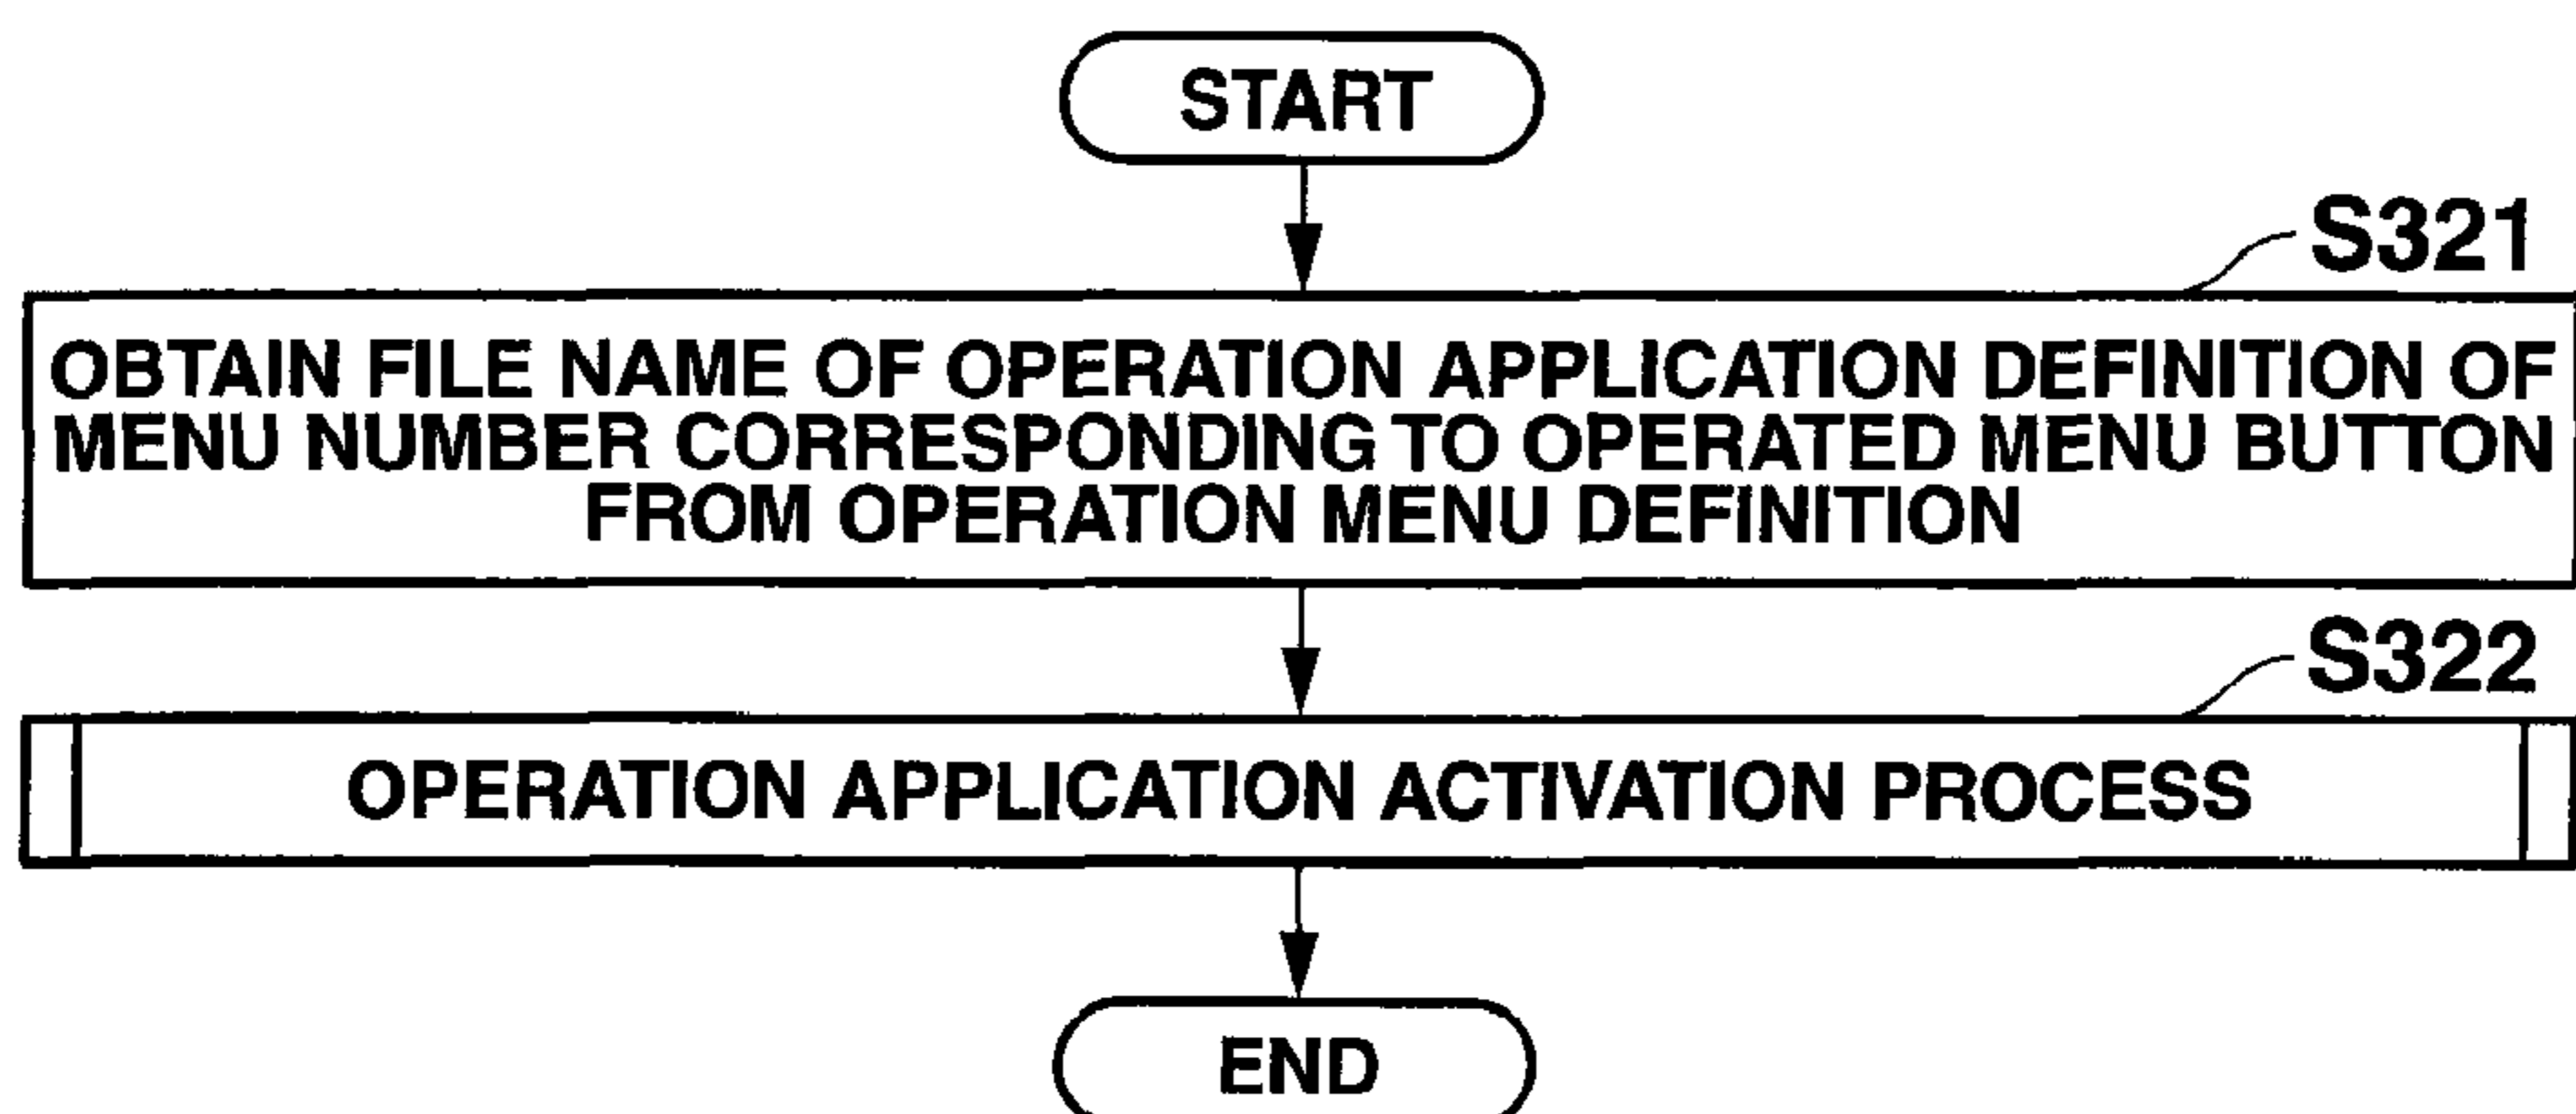 START
S321
OBTAIN FILE NAME OF OPERATION APPLICATION DEFINITION OF
MENU NUMBER CORRESPONDING TO OPERATED MENU BUTTON
FROM OPERATION MENU DEFINITION
S322
OPERATION APPLICATION ACTIVATION PROCESS
END